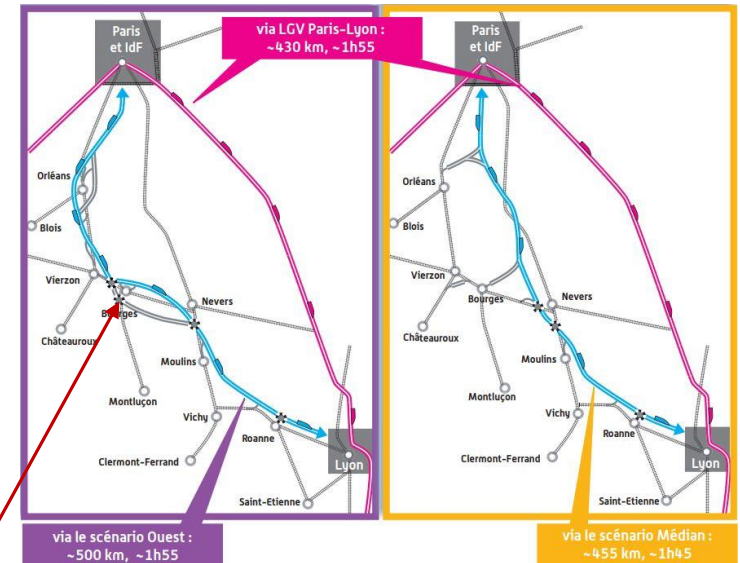 Paris
et IdF
via LGV Paris-Lyon :
~430 km, ~1h55
Paris
et IdF
Orléans
Blois
Vierzon
Bourges
Nevers
Châteauroux
Moulins
Montluçon
Vichy
Roanne
Clermont-Ferrand
Lyon
Saint-Etienne
Orléans
Blois
Vierzon
Bourges
Nevers
Châteauroux
Moulins
Montluçon
Vichy
Roanne
Clermont-Ferrand
Lyon
Saint-Etienne
via le scénario Ouest :
~500 km, ~1h55
via le scénario Médian :
~455 km, ~1h45